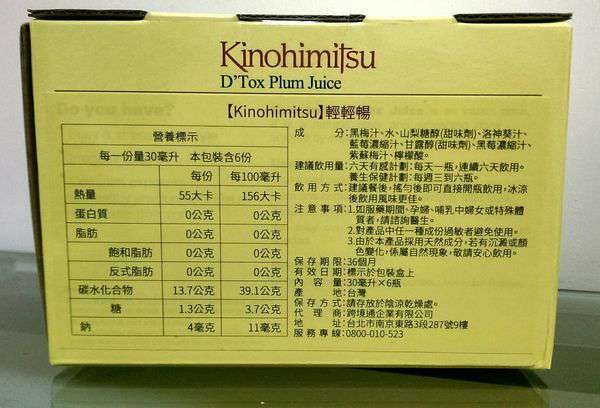 Kinohimitsu
D'Tox Plum Juice
【Kinohimitsu】輕輕暢
營養標示
每一份量30毫升 本包裝含6份
每份 每100毫升
熱量 55大卡 156大卡
蛋白質 0公克 0公克
脂肪 0公克 0公克
飽和脂肪 0公克 0公克
反式脂肪 0公克 0公克
碳水化合物 13.7公克 39.1公克
糖 1.3公克 3.7公克
鈉 4毫克 11毫克
成分:黑梅汁、水、山梨糖醇(甜味劑)、洛神葵汁、
藍莓濃縮汁、甘露醇(甜味劑)、黑莓濃縮汁、
紫蘇梅汁、檸檬酸。
建議飲用量:六天有感計劃:每天一瓶,連續六天飲用。
養生保健計劃:每週三到六瓶。
飲用方式:建議餐後,搖勻後即可直接開瓶飲用,冰涼
後飲用風味更佳。
注意事項:1.如服藥期間、孕婦、哺乳中婦女或特殊體
質者,請諮詢醫生。
2.對產品中任一種成份過敏者避免使用。
3.由於本產品採用天然成分,若有沉澱或顏
色變化,係屬自然現象,敬請安心飲用。
保存期限:36個月
有效日期:標示於包裝盒上
內容量:30毫升×6瓶
產地:台灣
保存方式:請存放於陰涼乾燥處。
代理商:跨境通企業有限公司
地址:台北市南京東路3段287號9樓
服務專線:0800-010-523